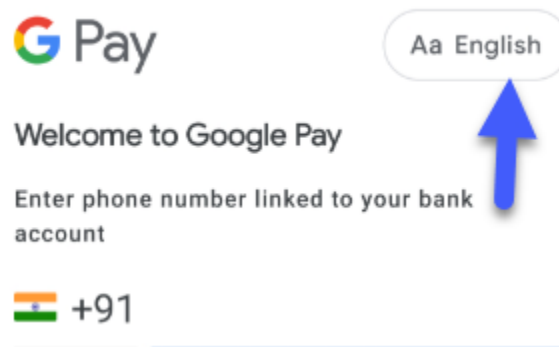 G Pay
Aa English
Welcome to Google Pay
Enter phone number linked to your bank
account
+91